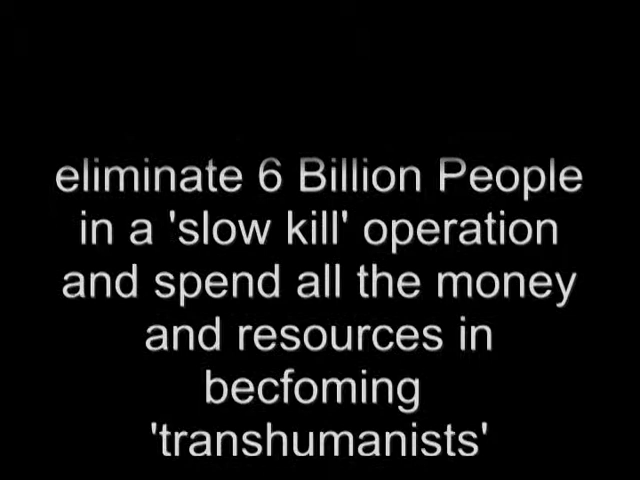 eliminate 6 Billion People
in a 'slow kill' operation
and spend all the money
and resources in
becfoming
'transhumanists'